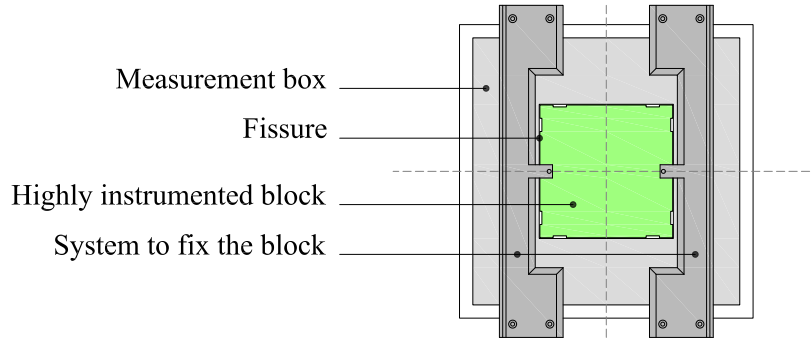 Measurement box
Fissure
Highly instrumented block
System to fix the block